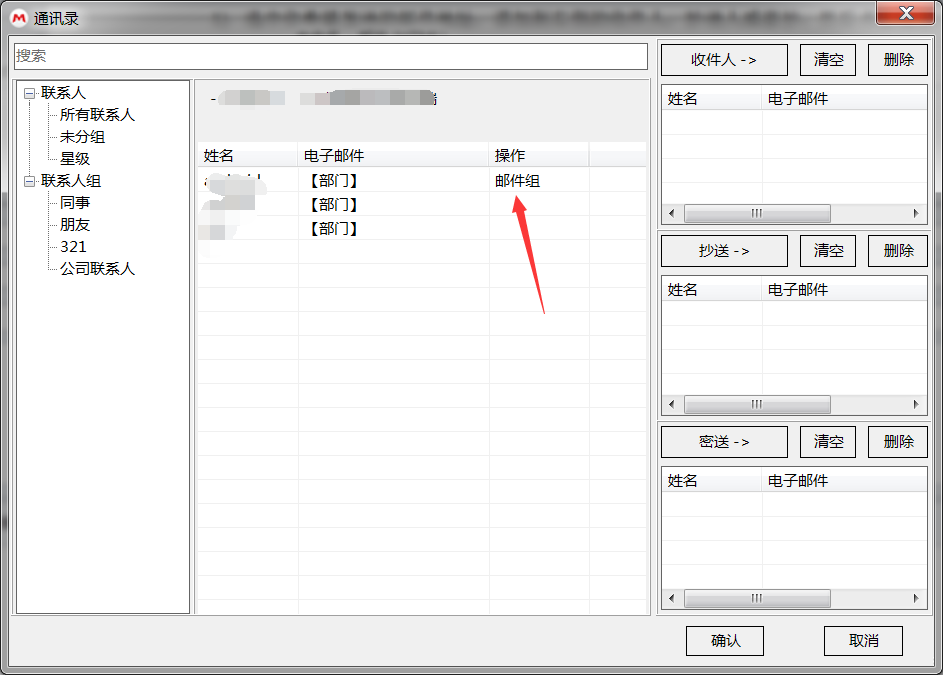 通讯录
搜索
联系人
所有联系人
未分组
星级
联系人组
同事
朋友
321
公司联系人
姓名 电子邮件 操作
【部门】 邮件组
【部门】
【部门】
收件人 -> 清空 删除
姓名 电子邮件
抄送 -> 清空 删除
姓名 电子邮件
密送 -> 清空 删除
姓名 电子邮件
确认 取消